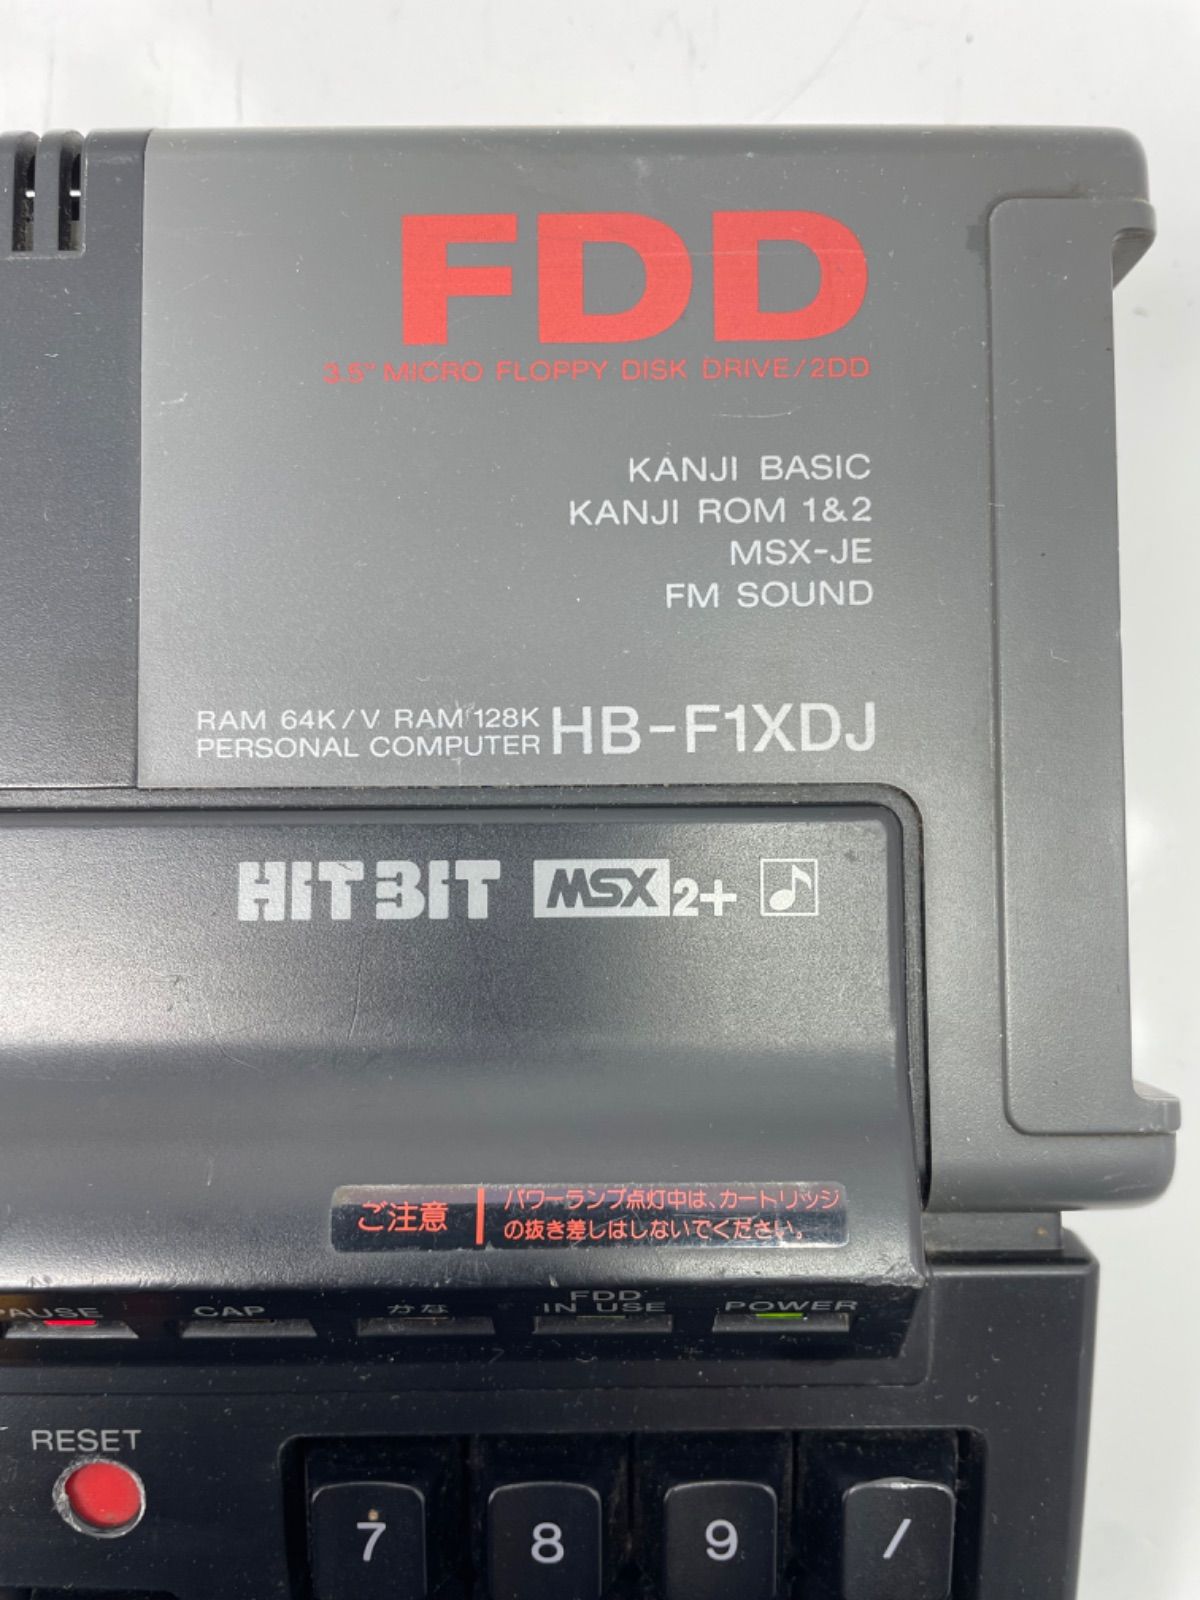 FDD
3.5" MICRO FLOPPY DISK DRIVE/2DD
KANJI BASIC
KANJI ROM 1&2
MSX-JE
FM SOUND
RAM 64K/V RAM 128K
PERSONAL COMPUTER HB-F1XDJ
HITBIT MSX2+
ご注意
パワーランプ点灯中は、カートリッジ
の抜き差しはしないでください。
PAUSE CAP かな FDD IN USE POWER
RESET
7 8 9 /